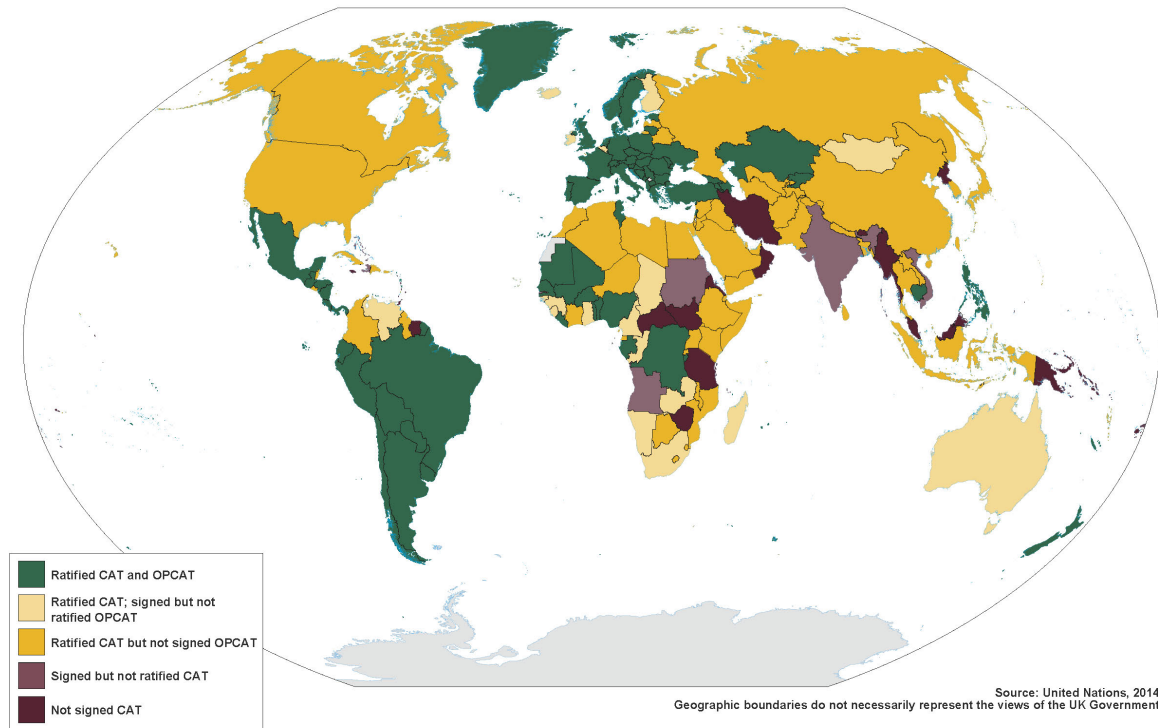 Ratified CAT and OPCAT
Ratified CAT; signed but not
ratified OPCAT
Ratified CAT but not signed OPCAT
Signed but not ratified CAT
Not signed CAT
Source: United Nations, 2014
Geographic boundaries do not necessarily represent the views of the UK Government